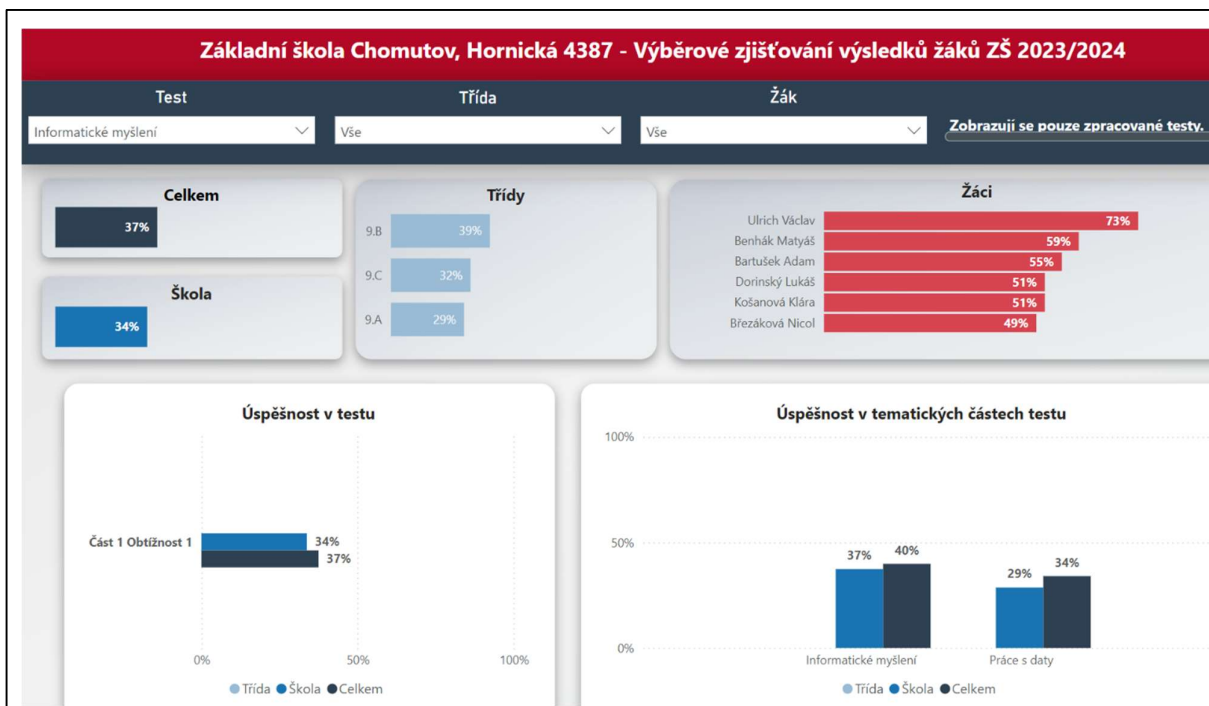 Základní škola Chomutov, Hornická 4387 - Výběrové zjišťování výsledků žáků ZŠ 2023/2024
Test
Třída
Žák
Informatické myšlení
Vše
Vše
Zobrazují se pouze zpracované testy.
Celkem
37%
Škola
34%
Třídy
9.B 39%
9.C 32%
9.A 29%
Žáci
Ulrich Václav 73%
Benhák Matyáš 59%
Bartušek Adam 55%
Dorinský Lukáš 51%
Košanová Klára 51%
Březáková Nicol 49%
Úspěšnost v testu
Část 1 Obtížnost 1
34%
37%
0% 50% 100%
Třída Škola Celkem
Úspěšnost v tematických částech testu
100%
50%
0%
37% 40%
29% 34%
Informatické myšlení Práce s daty
Třída Škola Celkem